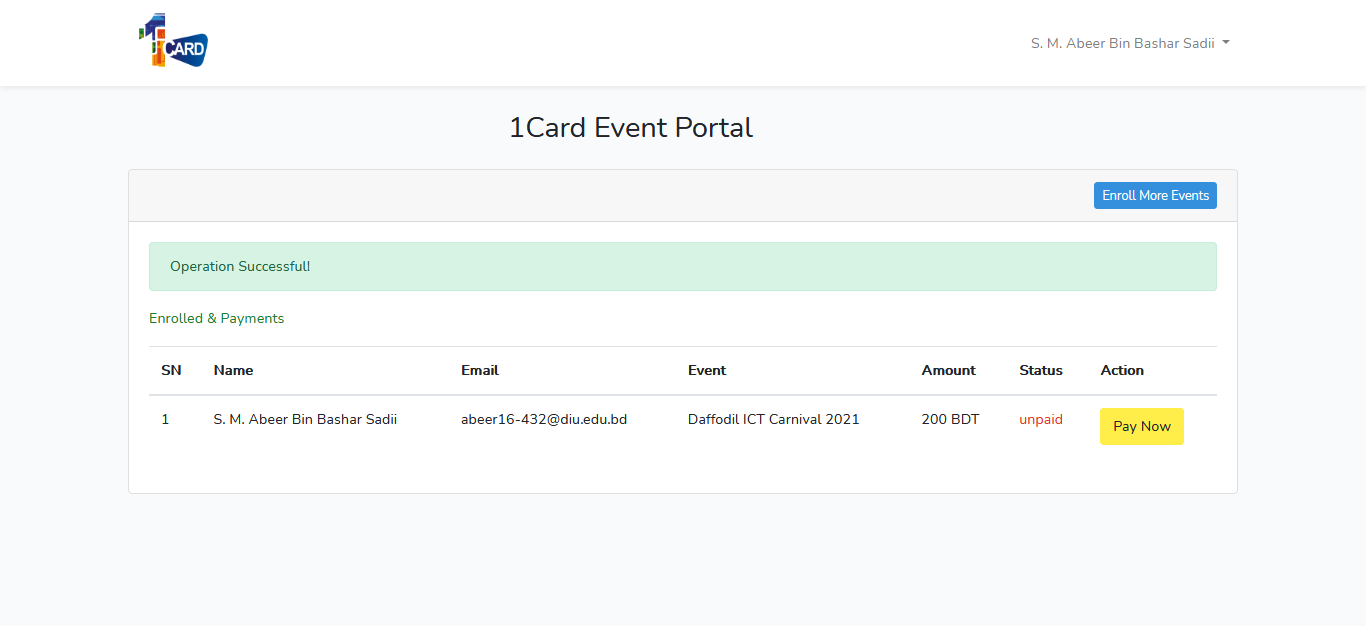 1 CARD
S. M. Abeer Bin Bashar Sadii
1Card Event Portal
Enroll More Events
Operation Successful!
Enrolled & Payments
SN Name Email Event Amount Status Action
1 S. M. Abeer Bin Bashar Sadii abeer16-432@diu.edu.bd Daffodil ICT Carnival 2021 200 BDT unpaid Pay Now